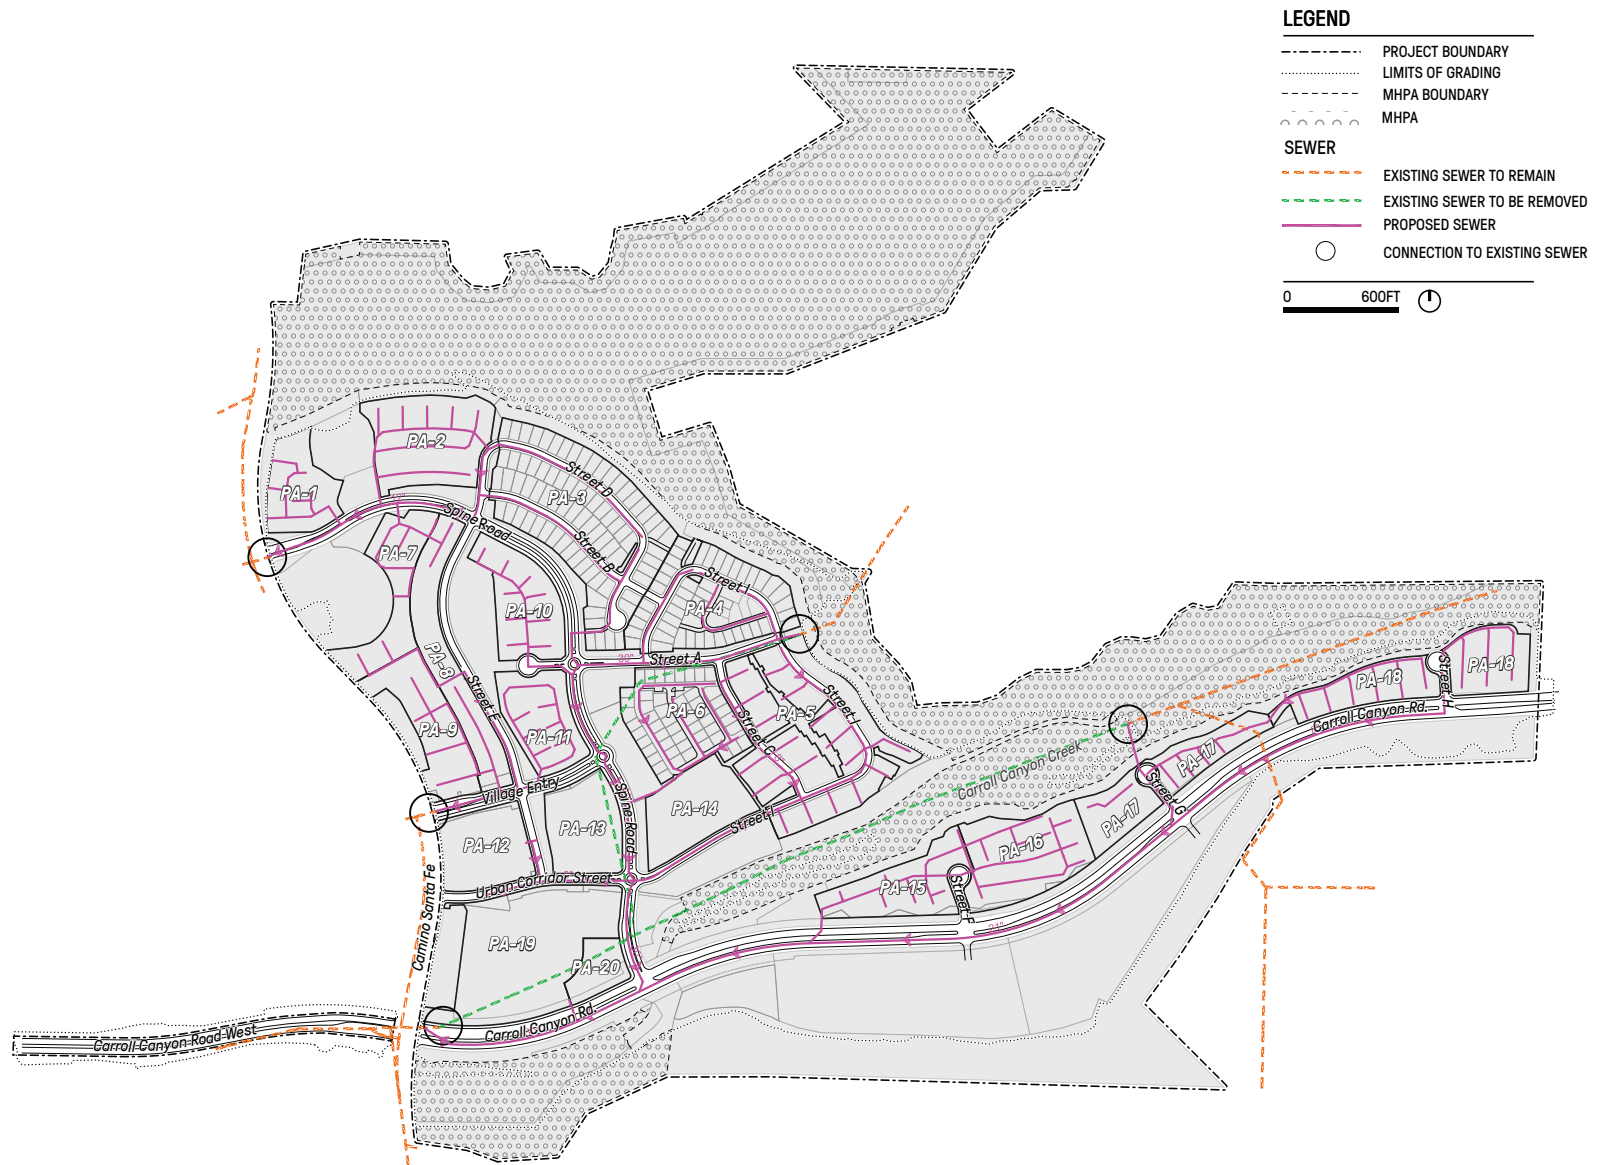 LEGEND
PROJECT BOUNDARY
LIMITS OF GRADING
MHPA BOUNDARY
MHPA
SEWER
EXISTING SEWER TO REMAIN
EXISTING SEWER TO BE REMOVED
PROPOSED SEWER
CONNECTION TO EXISTING SEWER
0 600FT
PA-2
PA-1
PA-3
Street D
Spine Road
Street B
PA-7
PA-10
Street I
PA-4
PA-8
30"
Street A
Street E
PA-6
PA-5
Street I
Street C
PA-9
PA-11
Village Entry
Spine Road
PA-14
PA-13
PA-12
Street I
Urban Corridor Street
Camino Santa Fe
PA-19
PA-20
Carroll Canyon Rd.
Carroll Canyon Road West
Carroll Canyon Creek
PA-18
PA-18
Street H
Carroll Canyon Rd.
PA-17
Street G
PA-17
PA-16
PA-15
Street F